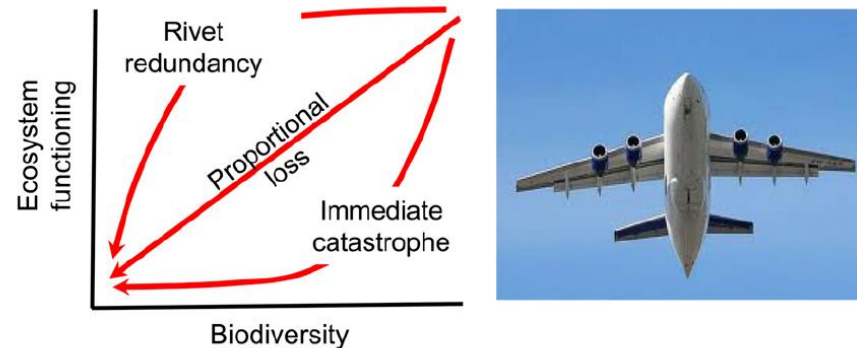 Rivet
redundancy
Proportional
loss
Immediate
catastrophe
Ecosystem
functioning
Biodiversity